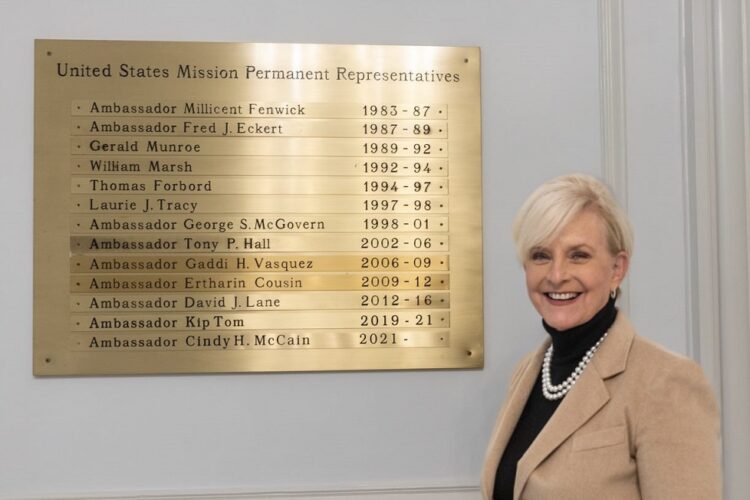 United States Mission Permanent Representatives
Ambassador Millicent Fenwick 1983 - 87
Ambassador Fred J. Eckert 1987 - 89
Gerald Munroe 1989 - 92
William Marsh 1992 - 94
Thomas Forbord 1994 - 97
Laurie J. Tracy 1997 - 98
Ambassador George S. McGovern 1998 - 01
Ambassador Tony P. Hall 2002 - 06
Ambassador Gaddi H. Vasquez 2006 - 09
Ambassador Ertharin Cousin 2009 - 12
Ambassador David J. Lane 2012 - 16
Ambassador Kip Tom 2019 - 21
Ambassador Cindy H. McCain 2021 -